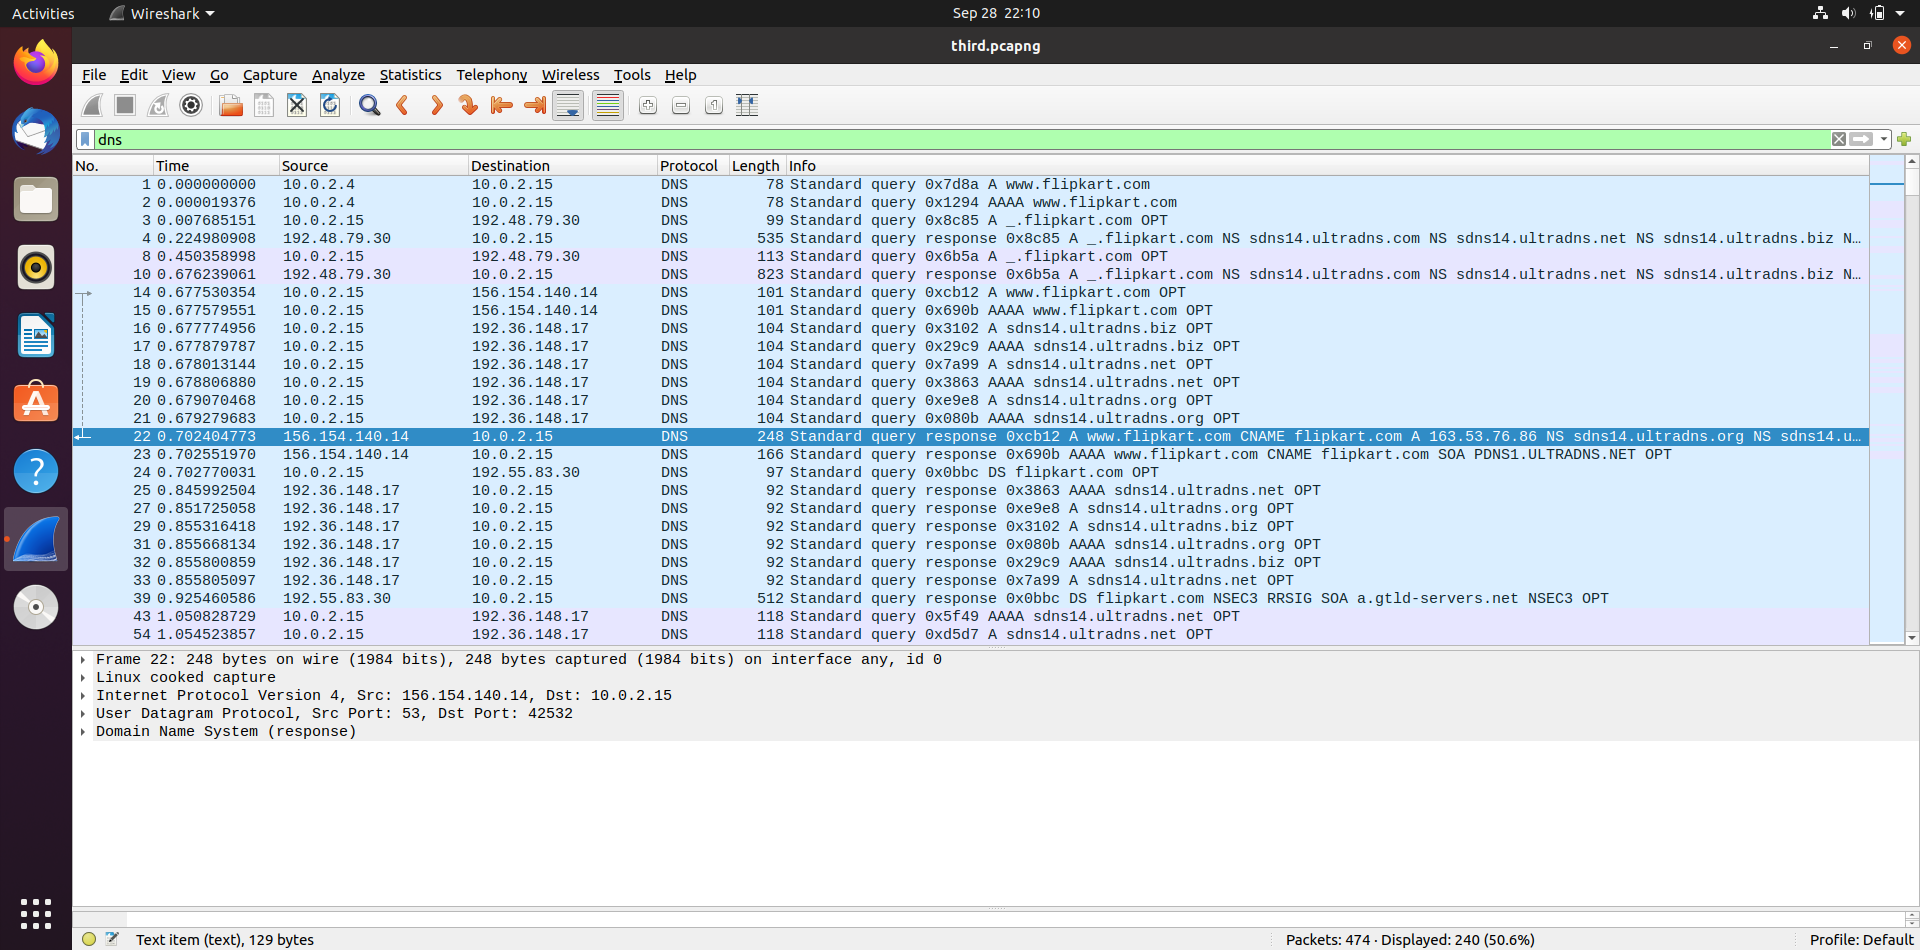 Activities Wireshark Sep 28 22:10
third.pcapng
File Edit View Go Capture Analyze Statistics Telephony Wireless Tools Help
dns
No. Time Source Destination Protocol Length Info
1 0.000000000 10.0.2.4 10.0.2.15 DNS 78 Standard query 0x7d8a A www.flipkart.com
2 0.000019376 10.0.2.4 10.0.2.15 DNS 78 Standard query 0x1294 AAAA www.flipkart.com
3 0.007685151 10.0.2.15 192.48.79.30 DNS 99 Standard query 0x8c85 A _.flipkart.com OPT
4 0.224980908 192.48.79.30 10.0.2.15 DNS 535 Standard query response 0x8c85 A _.flipkart.com NS sdns14.ultradns.com NS sdns14.ultradns.net NS sdns14.ultradns.biz N…
8 0.450358998 10.0.2.15 192.48.79.30 DNS 113 Standard query 0x6b5a A _.flipkart.com OPT
10 0.676239061 192.48.79.30 10.0.2.15 DNS 823 Standard query response 0x6b5a A _.flipkart.com NS sdns14.ultradns.com NS sdns14.ultradns.net NS sdns14.ultradns.biz N…
14 0.677530354 10.0.2.15 156.154.140.14 DNS 101 Standard query 0xcb12 A www.flipkart.com OPT
15 0.677579551 10.0.2.15 156.154.140.14 DNS 101 Standard query 0x690b AAAA www.flipkart.com OPT
16 0.677774956 10.0.2.15 192.36.148.17 DNS 104 Standard query 0x3102 A sdns14.ultradns.biz OPT
17 0.677879787 10.0.2.15 192.36.148.17 DNS 104 Standard query 0x29c9 AAAA sdns14.ultradns.biz OPT
18 0.678013144 10.0.2.15 192.36.148.17 DNS 104 Standard query 0x7a99 A sdns14.ultradns.net OPT
19 0.678806880 10.0.2.15 192.36.148.17 DNS 104 Standard query 0x3863 AAAA sdns14.ultradns.net OPT
20 0.679070468 10.0.2.15 192.36.148.17 DNS 104 Standard query 0xe9e8 A sdns14.ultradns.org OPT
21 0.679279683 10.0.2.15 192.36.148.17 DNS 104 Standard query 0x080b AAAA sdns14.ultradns.org OPT
22 0.702404773 156.154.140.14 10.0.2.15 DNS 248 Standard query response 0xcb12 A www.flipkart.com CNAME flipkart.com A 163.53.76.86 NS sdns14.ultradns.org NS sdns14.u…
23 0.702551970 156.154.140.14 10.0.2.15 DNS 166 Standard query response 0x690b AAAA www.flipkart.com CNAME flipkart.com SOA PDNS1.ULTRADNS.NET OPT
24 0.702770031 10.0.2.15 192.55.83.30 DNS 97 Standard query 0x0bbc DS flipkart.com OPT
25 0.845992504 192.36.148.17 10.0.2.15 DNS 92 Standard query response 0x3863 AAAA sdns14.ultradns.net OPT
27 0.851725058 192.36.148.17 10.0.2.15 DNS 92 Standard query response 0xe9e8 A sdns14.ultradns.org OPT
29 0.855316418 192.36.148.17 10.0.2.15 DNS 92 Standard query response 0x3102 A sdns14.ultradns.biz OPT
31 0.855668134 192.36.148.17 10.0.2.15 DNS 92 Standard query response 0x080b AAAA sdns14.ultradns.org OPT
32 0.855800859 192.36.148.17 10.0.2.15 DNS 92 Standard query response 0x29c9 AAAA sdns14.ultradns.biz OPT
33 0.855805097 192.36.148.17 10.0.2.15 DNS 92 Standard query response 0x7a99 A sdns14.ultradns.net OPT
39 0.925460586 192.55.83.30 10.0.2.15 DNS 512 Standard query response 0x0bbc DS flipkart.com NSEC3 RRSIG SOA a.gtld-servers.net NSEC3 OPT
43 1.050828729 10.0.2.15 192.36.148.17 DNS 118 Standard query 0x5f49 AAAA sdns14.ultradns.net OPT
54 1.054523857 10.0.2.15 192.36.148.17 DNS 118 Standard query 0xd5d7 A sdns14.ultradns.net OPT
Frame 22: 248 bytes on wire (1984 bits), 248 bytes captured (1984 bits) on interface any, id 0
Linux cooked capture
Internet Protocol Version 4, Src: 156.154.140.14, Dst: 10.0.2.15
User Datagram Protocol, Src Port: 53, Dst Port: 42532
Domain Name System (response)
Text item (text), 129 bytes Packets: 474 · Displayed: 240 (50.6%) Profile: Default